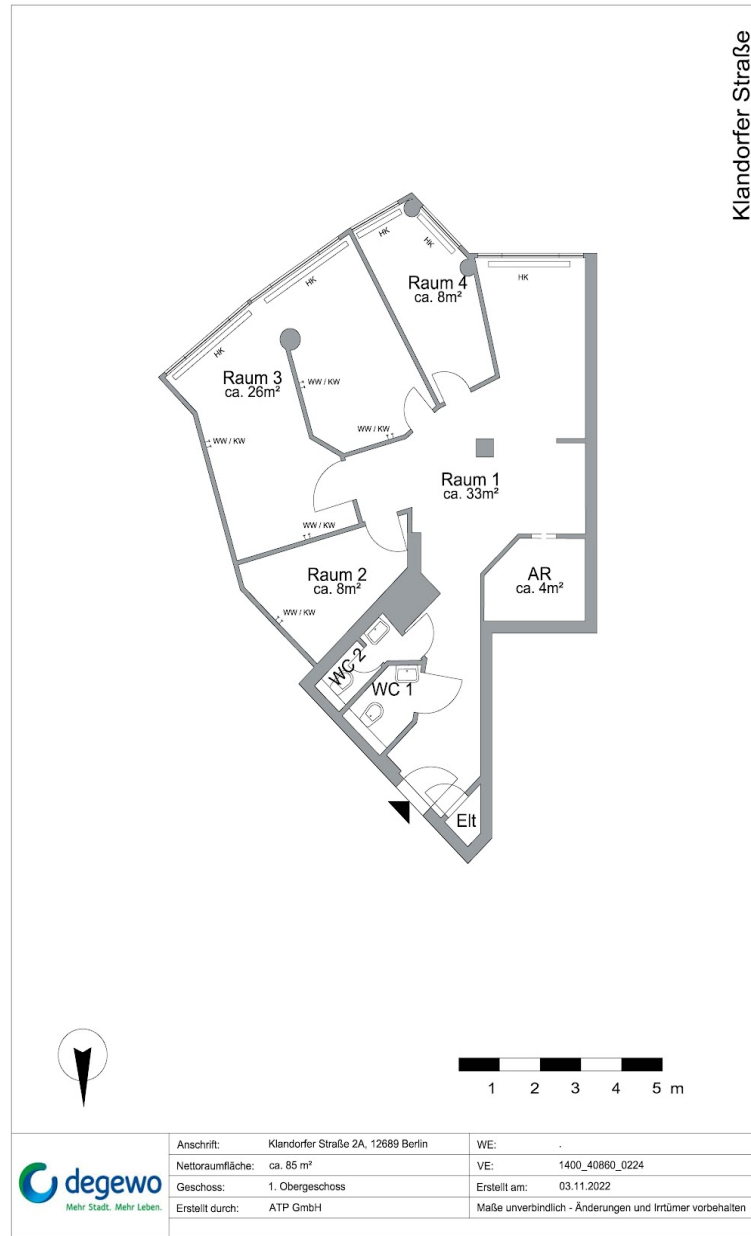 Klandorfer Straße
HK
HK
HK
HK
HK
Raum 4
ca. 8m²
Raum 3
ca. 26m²
WW / KW
WW / KW
WW / KW
Raum 1
ca. 33m²
WW / KW
Raum 2
ca. 8m²
AR
ca. 4m²
WW / KW
WC 2
WC 1
Elt
1 2 3 4 5 m
degewo
Mehr Stadt. Mehr Leben.
Anschrift: Klandorfer Straße 2A, 12689 Berlin
WE: .
Nettoraumfläche: ca. 85 m²
VE: 1400_40860_0224
Geschoss: 1. Obergeschoss
Erstellt am: 03.11.2022
Erstellt durch: ATP GmbH
Maße unverbindlich - Änderungen und Irrtümer vorbehalten